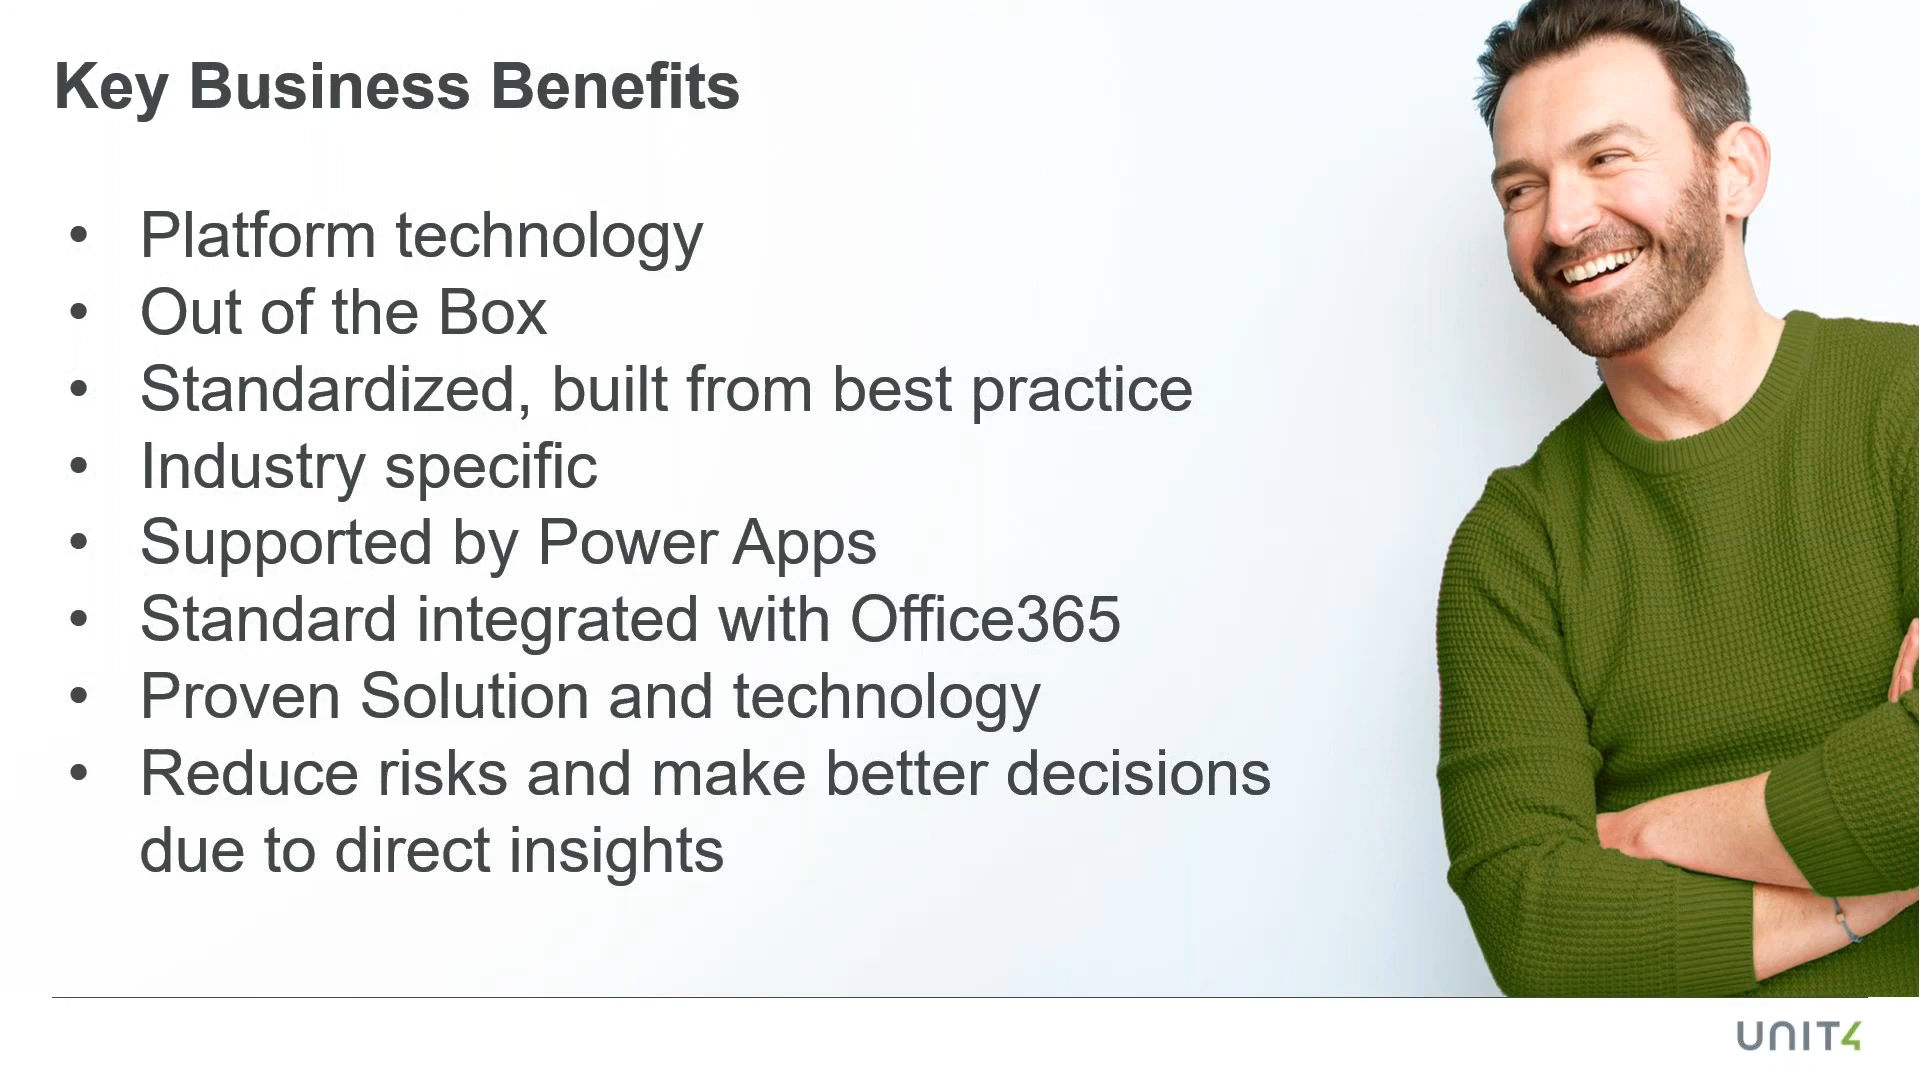 Key Business Benefits
• Platform technology
• Out of the Box
• Standardized, built from best practice
• Industry specific
• Supported by Power Apps
• Standard integrated with Office365
• Proven Solution and technology
• Reduce risks and make better decisions
due to direct insights
UNIT4